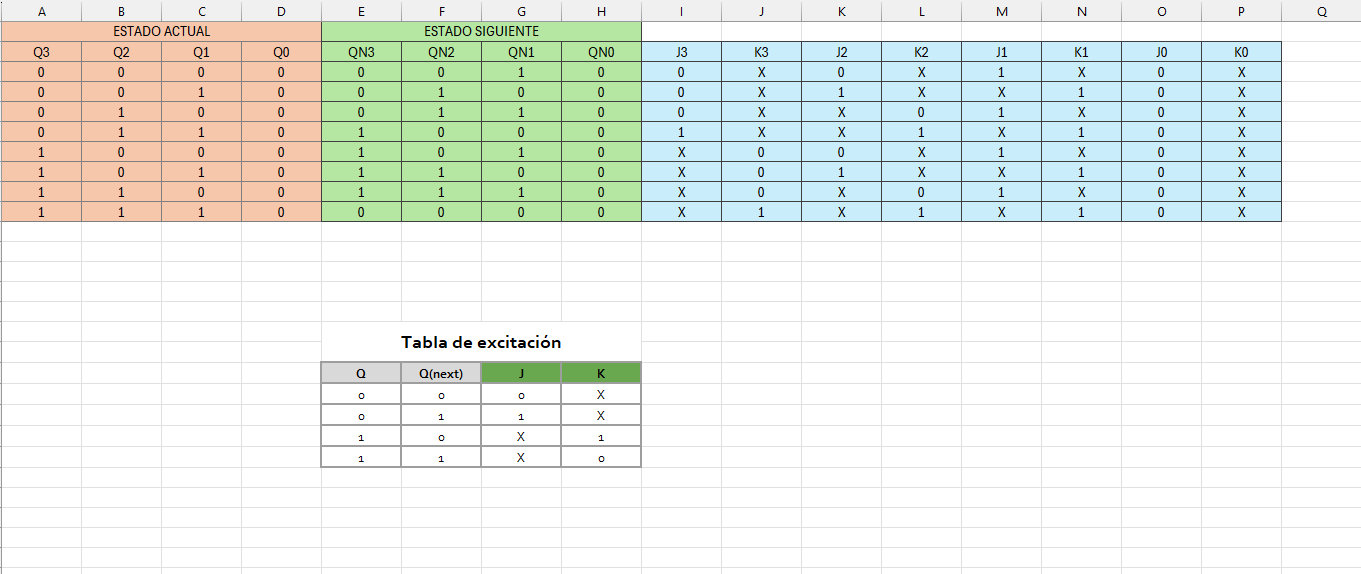 A B C D E F G H I J K L M N O P Q
ESTADO ACTUAL ESTADO SIGUIENTE
Q3 Q2 Q1 Q0 QN3 QN2 QN1 QN0 J3 K3 J2 K2 J1 K1 J0 K0
0 0 0 0 0 0 1 0 0 X 0 X 1 X 0 X
0 0 1 0 0 1 0 0 0 X 1 X X 1 0 X
0 1 0 0 0 1 1 0 0 X X 0 1 X 0 X
0 1 1 0 1 0 0 0 1 X X 1 X 1 0 X
1 0 0 0 1 0 1 0 X 0 0 X 1 X 0 X
1 0 1 0 1 1 0 0 X 0 1 X X 1 0 X
1 1 0 0 1 1 1 0 X 0 X 0 1 X 0 X
1 1 1 0 0 0 0 0 X 1 X 1 X 1 0 X
Tabla de excitación
Q Q(next) J K
0 0 0 X
0 1 1 X
1 0 X 1
1 1 X 0